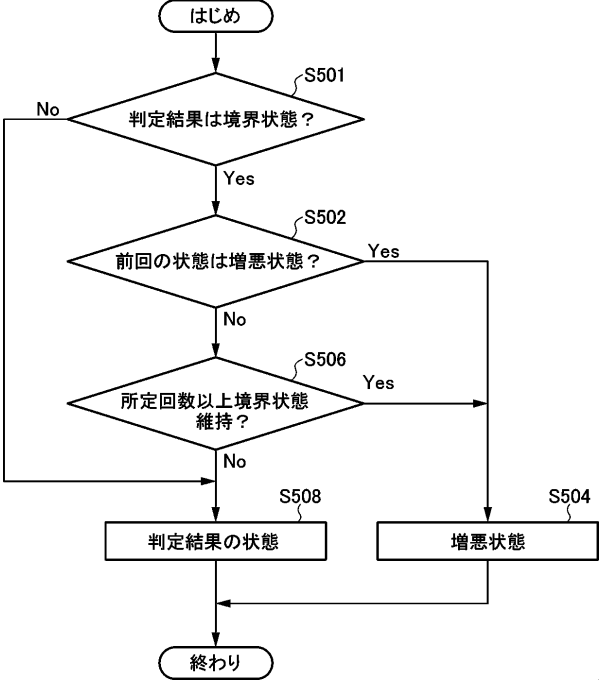 はじめ
S501
判定結果は境界状態？
No
Yes
S502
前回の状態は増悪状態？
Yes
No
S506
所定回数以上境界状態
維持？
Yes
No
S508
判定結果の状態
S504
増悪状態
終わり